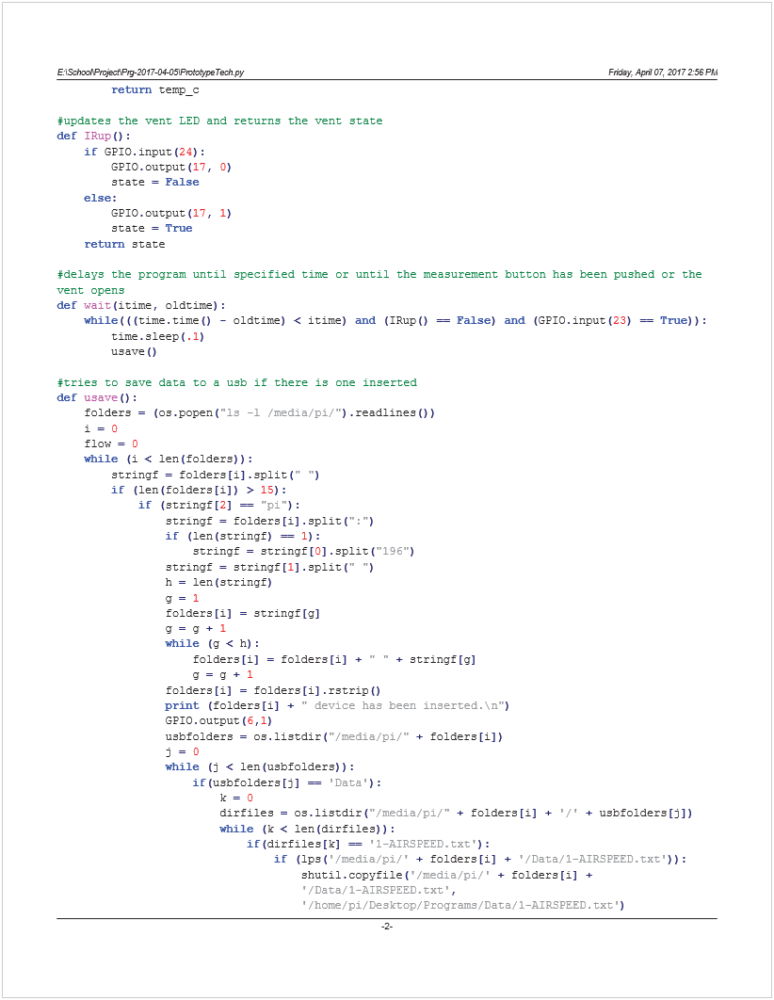 E:\School\Project\Prg-2017-04-05\PrototypeTech.py Friday, April 07, 2017 2:56 PM
        return temp_c

#updates the vent LED and returns the vent state
def IRup():
    if GPIO.input(24):
        GPIO.output(17, 0)
        state = False
    else:
        GPIO.output(17, 1)
        state = True
    return state

#delays the program until specified time or until the measurement button has been pushed or the
vent opens
def wait(itime, oldtime):
    while(((time.time() - oldtime) < itime) and (IRup() == False) and (GPIO.input(23) == True)):
        time.sleep(.1)
        usave()

#tries to save data to a usb if there is one inserted
def usave():
    folders = (os.popen("ls -l /media/pi/").readlines())
    i = 0
    flow = 0
    while (i < len(folders)):
        stringf = folders[i].split(" ")
        if (len(folders[i]) > 15):
            if (stringf[2] == "pi"):
                stringf = folders[i].split(":")
                if (len(stringf) == 1):
                    stringf = stringf[0].split("196")
                stringf = stringf[1].split(" ")
                h = len(stringf)
                g = 1
                folders[i] = stringf[g]
                g = g + 1
                while (g < h):
                    folders[i] = folders[i] + " " + stringf[g]
                    g = g + 1
                folders[i] = folders[i].rstrip()
                print (folders[i] + " device has been inserted.\n")
                GPIO.output(6,1)
                usbfolders = os.listdir("/media/pi/" + folders[i])
                j = 0
                while (j < len(usbfolders)):
                    if(usbfolders[j] == 'Data'):
                        k = 0
                        dirfiles = os.listdir("/media/pi/" + folders[i] + '/' + usbfolders[j])
                        while (k < len(dirfiles)):
                            if(dirfiles[k] == '1-AIRSPEED.txt'):
                                if (lps('/media/pi/' + folders[i] + '/Data/1-AIRSPEED.txt')):
                                    shutil.copyfile('/media/pi/' + folders[i] +
                                    '/Data/1-AIRSPEED.txt',
                                    '/home/pi/Desktop/Programs/Data/1-AIRSPEED.txt')
-2-